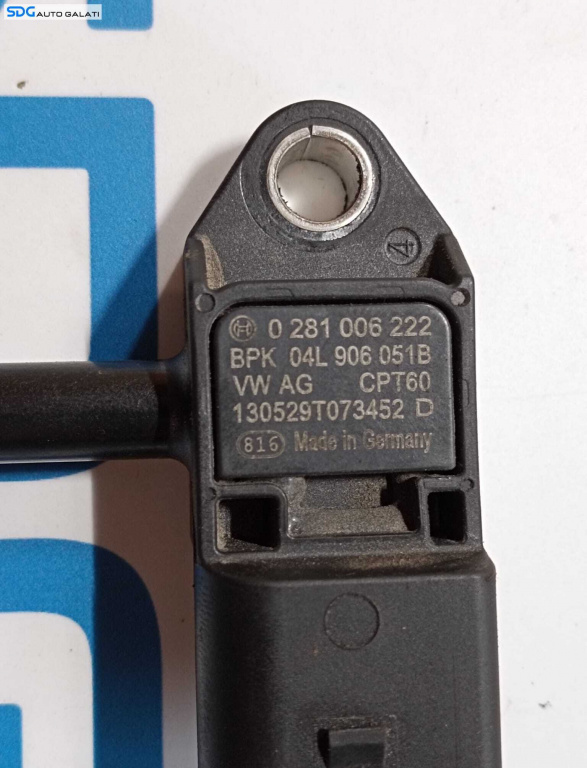 SDG AUTO GALATI
4
0 281 006 222
BPK 04L 906 051B
VW AG CPT60
130529T073452 D
816 Made in Germany